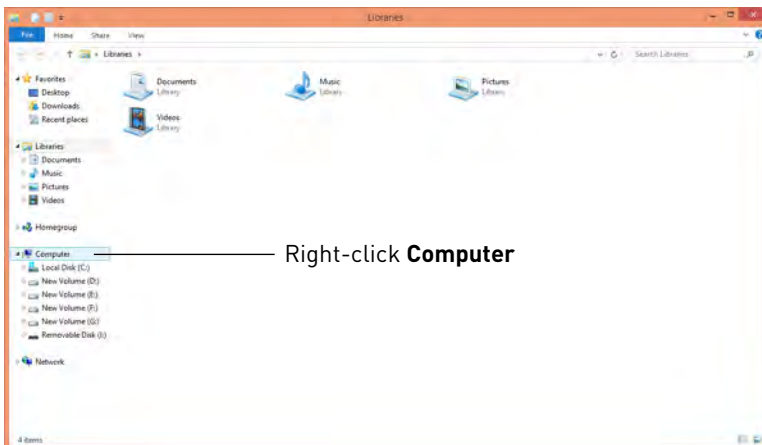 Libraries
File Home Share View
Libraries
Search Libraries
Favorites
Desktop
Downloads
Recent places
Libraries
Documents
Music
Pictures
Videos
Homegroup
Computer
Local Disk (C:)
New Volume (D:)
New Volume (E:)
New Volume (F:)
New Volume (G:)
Removable Disk (I:)
Network
Documents
Library
Music
Library
Pictures
Library
Videos
Library
Right-click Computer
4 items